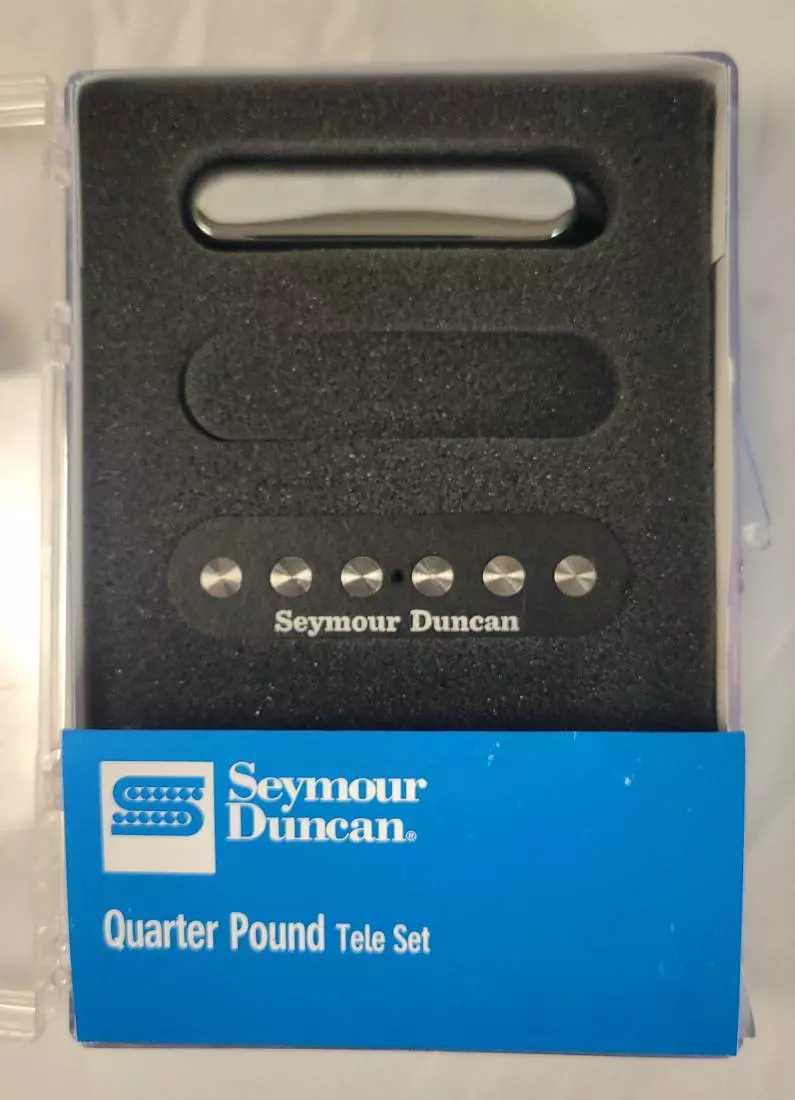 Seymour Duncan
Seymour
Duncan®
Quarter Pound Tele Set